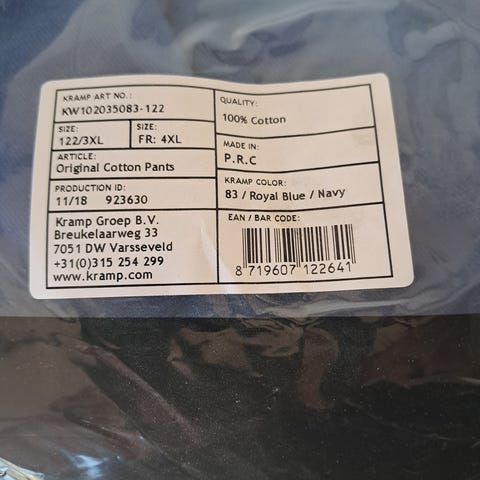 KRAMP ART NO.:
KW102035083-122
SIZE:
122/3XL
SIZE:
FR: 4XL
ARTICLE:
Original Cotton Pants
PRODUCTION ID:
11/18 923630
Kramp Groep B.V.
Breukelaarweg 33
7051 DW Varsseveld
+31(0)315 254 299
www.kramp.com
QUALITY:
100% Cotton
MADE IN:
P.R.C
KRAMP COLOR:
83 / Royal Blue / Navy
EAN / BAR CODE:
8 719607 122641